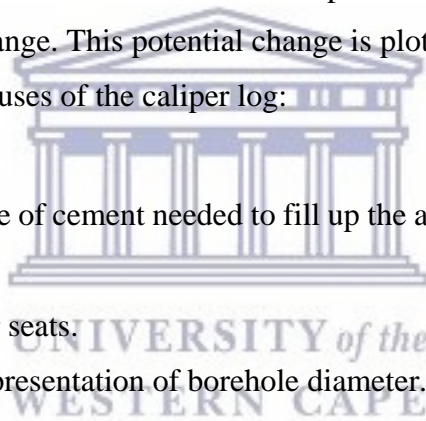 ange. This potential change is plot
uses of the caliper log:
e of cement needed to fill up the a
seats.
UNIVERSITY of the
presentation of borehole diameter.
WESTERN CAPE